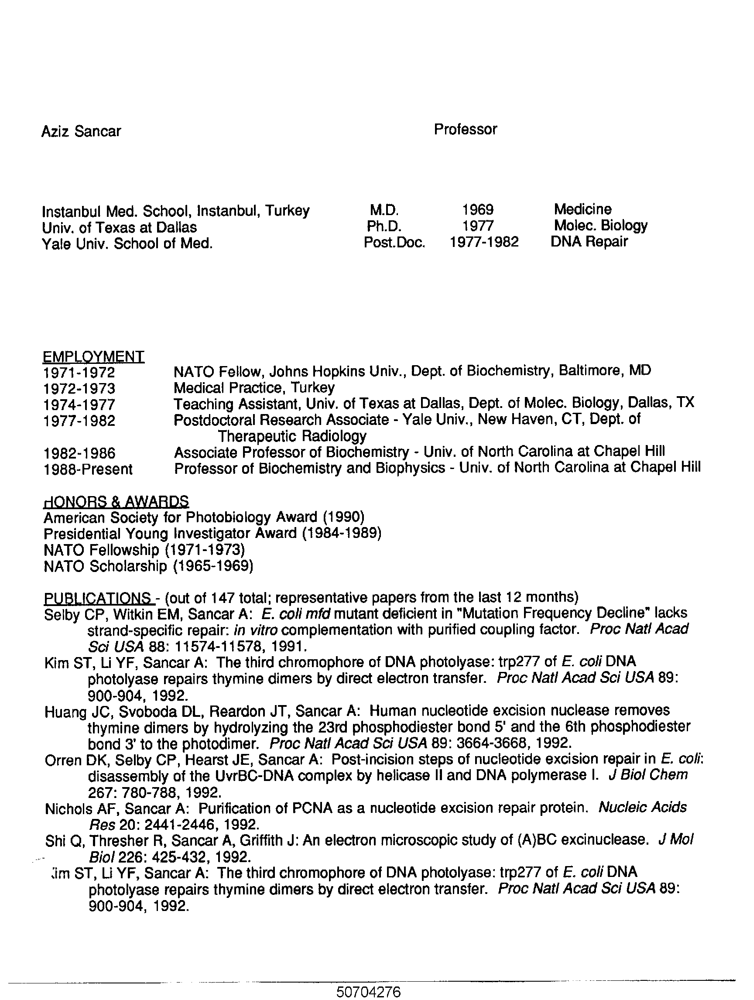 Aziz Sancar Professor
Instanbul Med. School, Instanbul, Turkey M.D. 1969 Medicine
Univ. of Texas at Dallas Ph.D. 1977 Molec. Biology
Yale Univ. School of Med. Post.Doc. 1977-1982 DNA Repair
EMPLOYMENT
1971-1972 NATO Fellow, Johns Hopkins Univ., Dept. of Biochemistry, Baltimore, MD
1972-1973 Medical Practice, Turkey
1974-1977 Teaching Assistant, Univ. of Texas at Dallas, Dept. of Molec. Biology, Dallas, TX
1977-1982 Postdoctoral Research Associate - Yale Univ., New Haven, CT, Dept. of
Therapeutic Radiology
1982-1986 Associate Professor of Biochemistry - Univ. of North Carolina at Chapel Hill
1988-Present Professor of Biochemistry and Biophysics - Univ. of North Carolina at Chapel Hill
HONORS & AWARDS
American Society for Photobiology Award (1990)
Presidential Young Investigator Award (1984-1989)
NATO Fellowship (1971-1973)
NATO Scholarship (1965-1969)
PUBLICATIONS - (out of 147 total; representative papers from the last 12 months)
Selby CP, Witkin EM, Sancar A: E. coli mfd mutant deficient in "Mutation Frequency Decline" lacks
strand-specific repair: in vitro complementation with purified coupling factor. Proc Natl Acad
Sci USA 88: 11574-11578, 1991.
Kim ST, Li YF, Sancar A: The third chromophore of DNA photolyase: trp277 of E. coli DNA
photolyase repairs thymine dimers by direct electron transfer. Proc Natl Acad Sci USA 89:
900-904, 1992.
Huang JC, Svoboda DL, Reardon JT, Sancar A: Human nucleotide excision nuclease removes
thymine dimers by hydrolyzing the 23rd phosphodiester bond 5' and the 6th phosphodiester
bond 3' to the photodimer. Proc Natl Acad Sci USA 89: 3664-3668, 1992.
Orren DK, Selby CP, Hearst JE, Sancar A: Post-incision steps of nucleotide excision repair in E. coli:
disassembly of the UvrBC-DNA complex by helicase II and DNA polymerase I. J Biol Chem
267: 780-788, 1992.
Nichols AF, Sancar A: Purification of PCNA as a nucleotide excision repair protein. Nucleic Acids
Res 20: 2441-2446, 1992.
Shi Q, Thresher R, Sancar A, Griffith J: An electron microscopic study of (A)BC excinuclease. J Mol
Biol 226: 425-432, 1992.
Kim ST, Li YF, Sancar A: The third chromophore of DNA photolyase: trp277 of E. coli DNA
photolyase repairs thymine dimers by direct electron transfer. Proc Natl Acad Sci USA 89:
900-904, 1992.
50704276